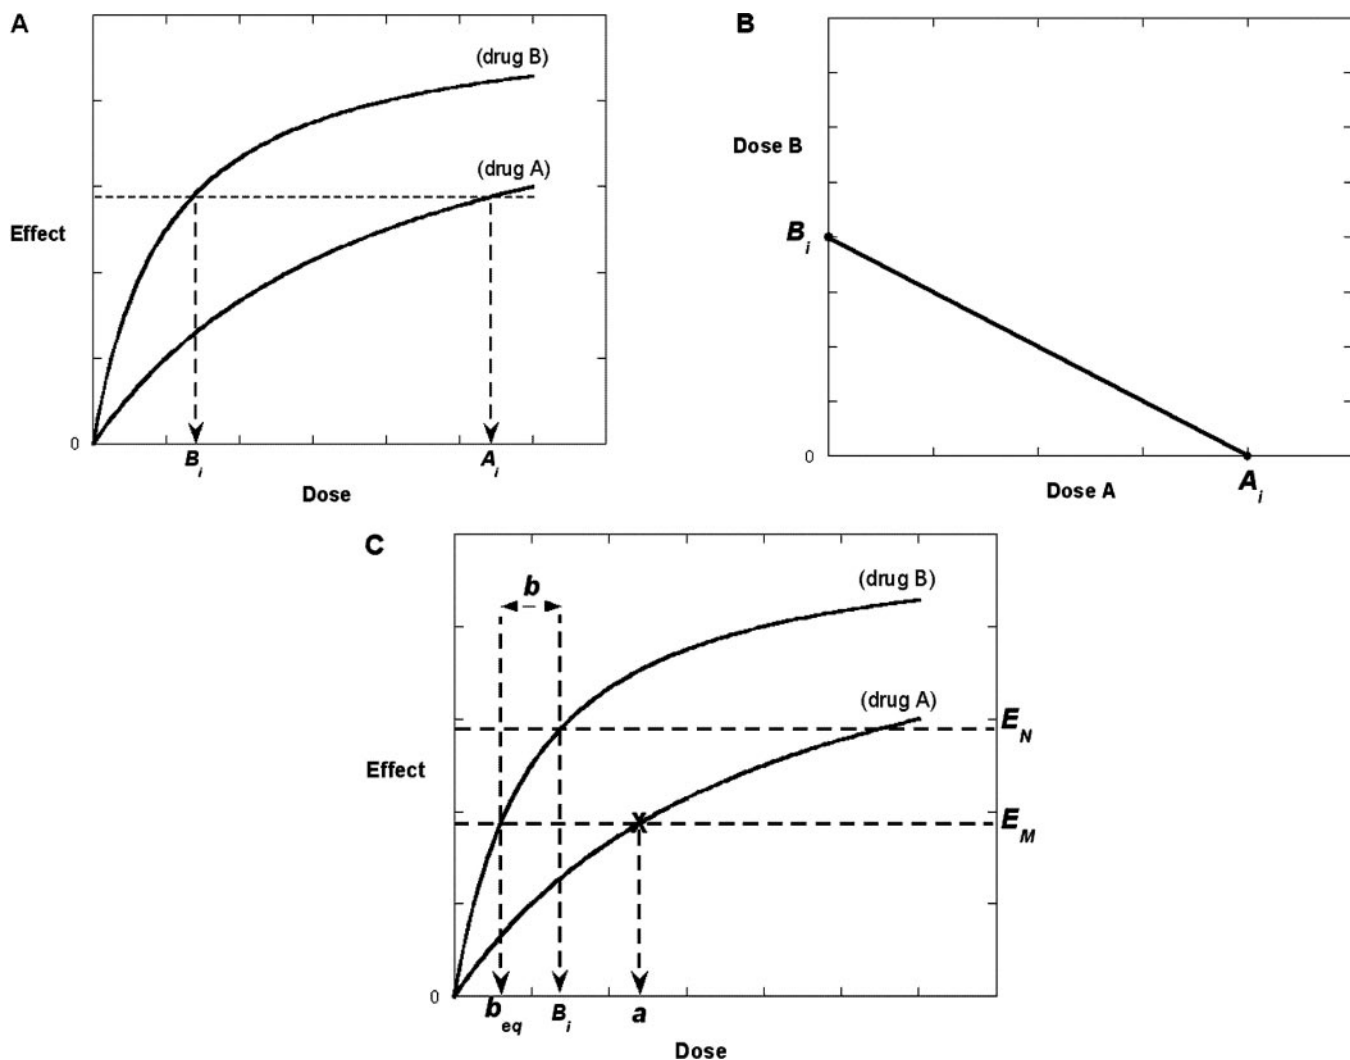 A
(drug B)
(drug A)
Effect
0
B i
A i
Dose
B
Dose B
B i
0
Dose A
A i
C
b
(drug B)
(drug A)
E N
Effect
X
E M
0
b eq
B i
a
Dose